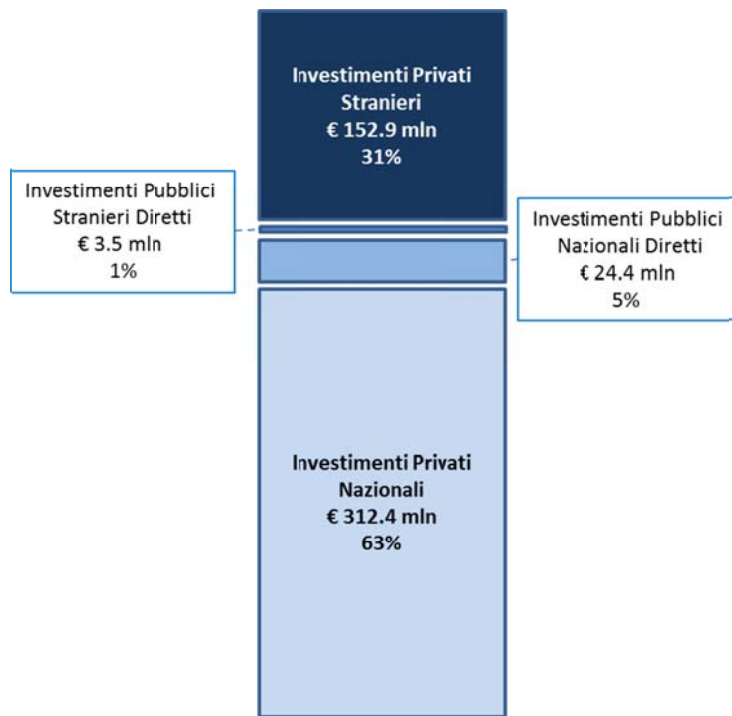 Investimenti Privati
Stranieri
€ 152.9 mln
31%
Investimenti Pubblici
Stranieri Diretti
€ 3.5 mln
1%
Investimenti Pubblici
Nazionali Diretti
€ 24.4 mln
5%
Investimenti Privati
Nazionali
€ 312.4 mln
63%